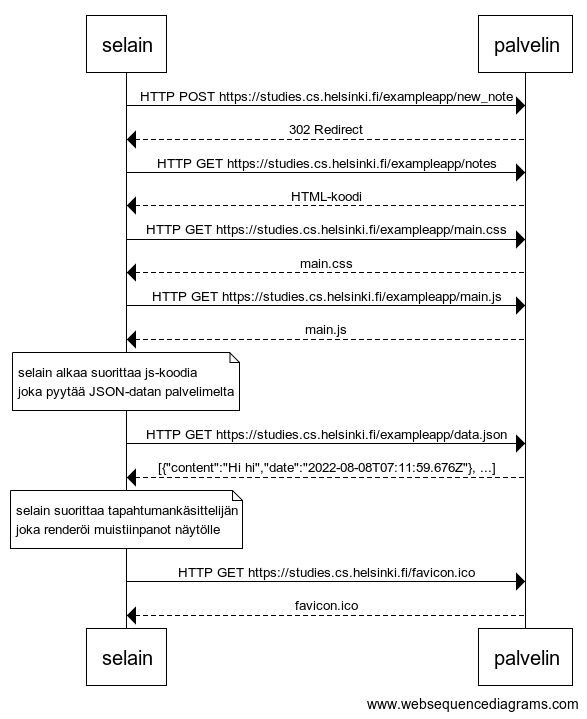 selain
palvelin
HTTP POST https://studies.cs.helsinki.fi/exampleapp/new_note
302 Redirect
HTTP GET https://studies.cs.helsinki.fi/exampleapp/notes
HTML-koodi
HTTP GET https://studies.cs.helsinki.fi/exampleapp/main.css
main.css
HTTP GET https://studies.cs.helsinki.fi/exampleapp/main.js
main.js
selain alkaa suorittaa js-koodia
joka pyytää JSON-datan palvelimelta
HTTP GET https://studies.cs.helsinki.fi/exampleapp/data.json
[{"content":"Hi hi","date":"2022-08-08T07:11:59.676Z"}, ...]
selain suorittaa tapahtumankäsittelijän
joka renderöi muistiinpanot näytölle
HTTP GET https://studies.cs.helsinki.fi/favicon.ico
favicon.ico
selain
palvelin
www.websequencediagrams.com